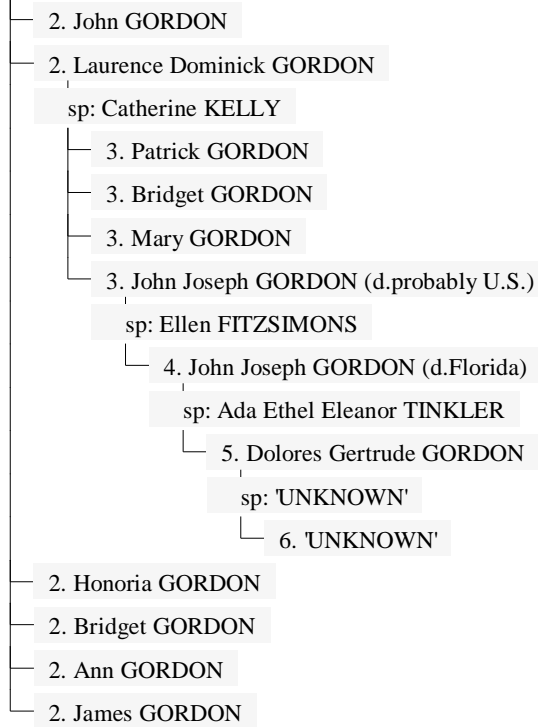 2. John GORDON
2. Laurence Dominick GORDON
sp: Catherine KELLY
3. Patrick GORDON
3. Bridget GORDON
3. Mary GORDON
3. John Joseph GORDON (d.probably U.S.)
sp: Ellen FITZSIMONS
4. John Joseph GORDON (d.Florida)
sp: Ada Ethel Eleanor TINKLER
5. Dolores Gertrude GORDON
sp: 'UNKNOWN'
6. 'UNKNOWN'
2. Honoria GORDON
2. Bridget GORDON
2. Ann GORDON
2. James GORDON